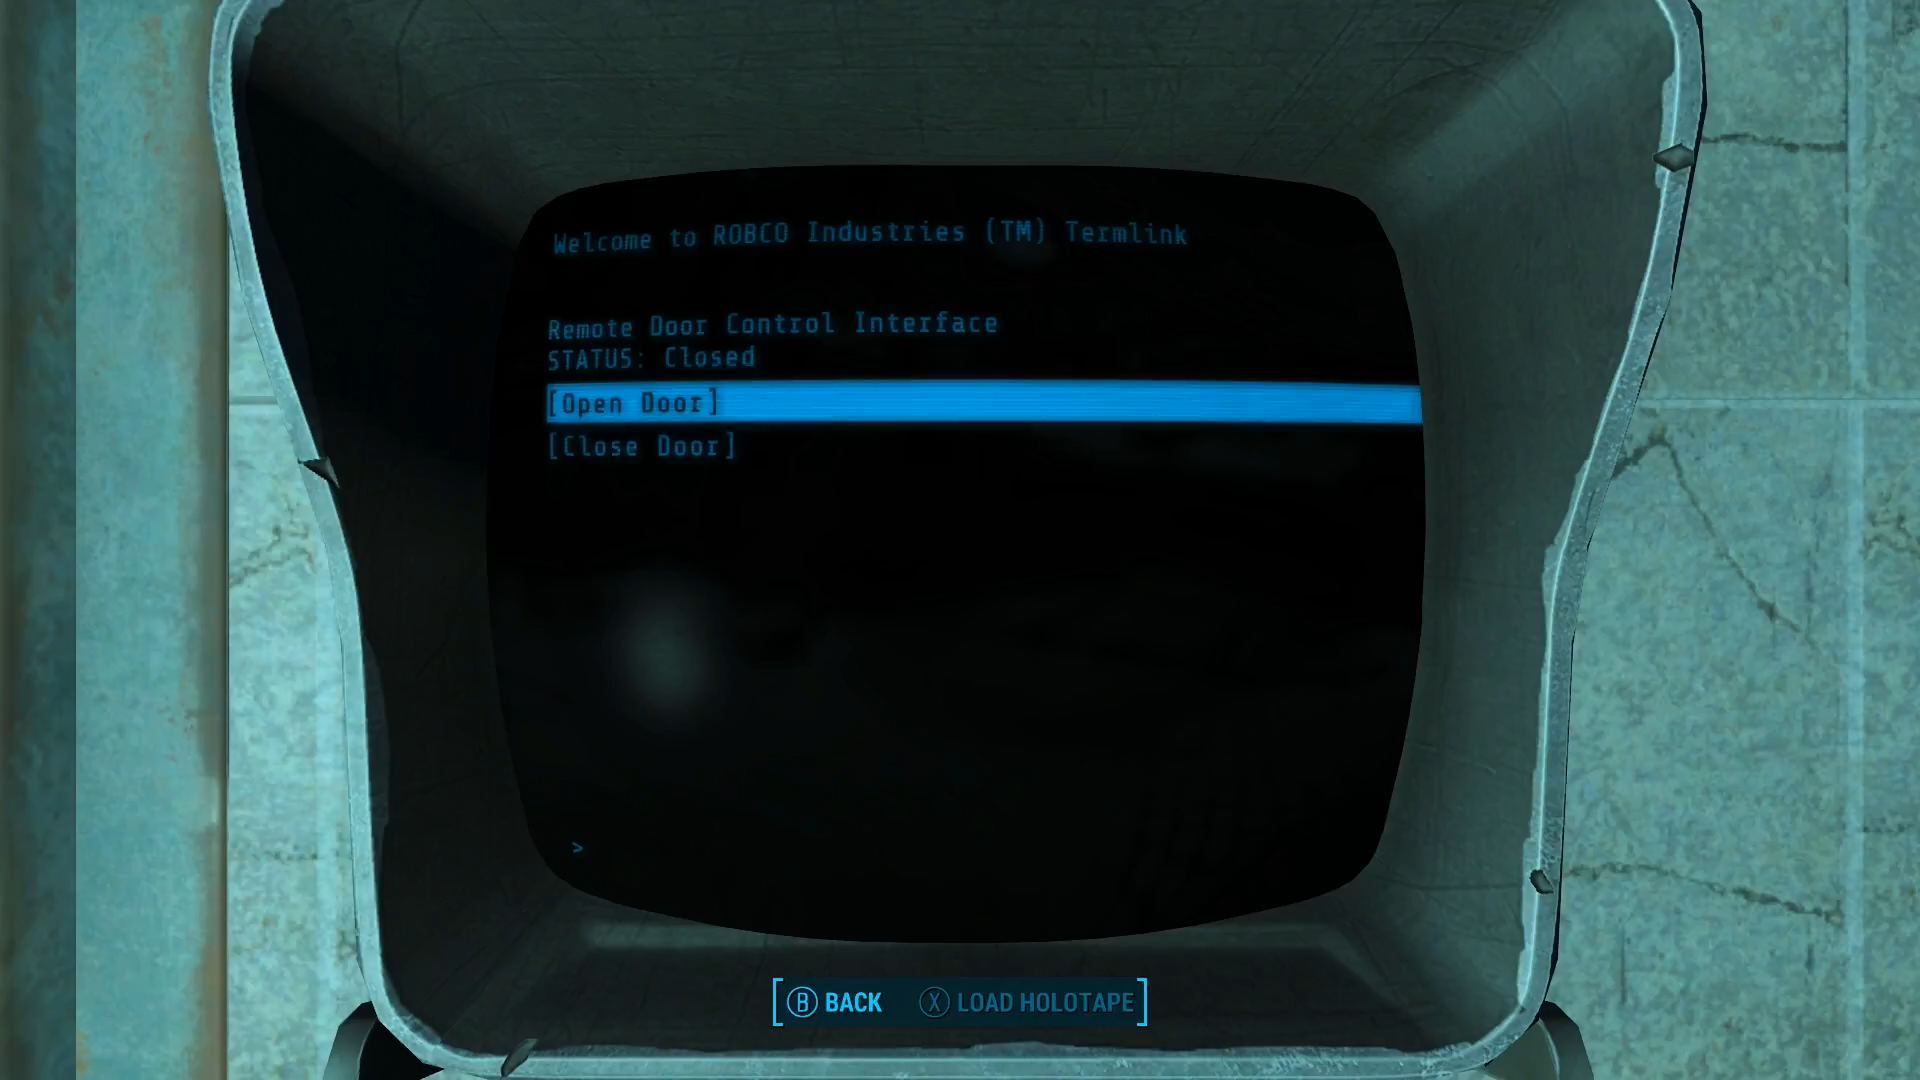 Welcome to ROBCO Industries (TM) Termlink
Remote Door Control Interface
STATUS: Closed
[Open Door]
[Close Door]
>
[Ⓑ BACK Ⓧ LOAD HOLOTAPE]